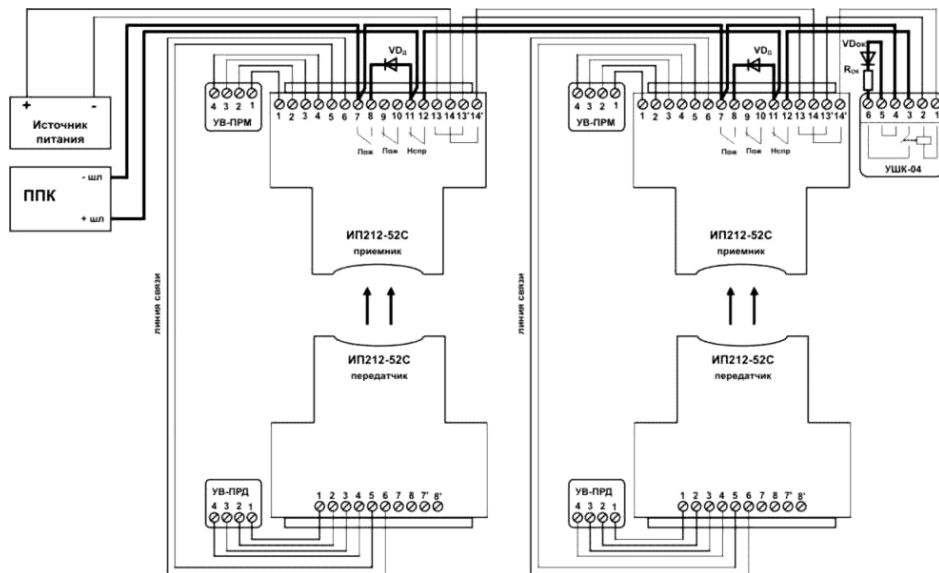 VDд
VDд
VDок
Rок
4 3 2 1
УВ-ПРМ
1 2 3 4 5 6 7 8 9 10 11 12 13 14 13' 14'
Пож Пож Нспр
4 3 2 1
УВ-ПРМ
1 2 3 4 5 6 7 8 9 10 11 12 13 14 13' 14'
Пож Пож Нспр
6 5 4 3 2 1
УШК-04
+ -
Источник
питания
ППК
- шл
+ шл
ИП212-52С
приемник
ИП212-52С
приемник
линия связи
линия связи
ИП212-52С
передатчик
ИП212-52С
передатчик
УВ-ПРД
4 3 2 1
1 2 3 4 5 6 7 8 7' 8'
УВ-ПРД
4 3 2 1
1 2 3 4 5 6 7 8 7' 8'